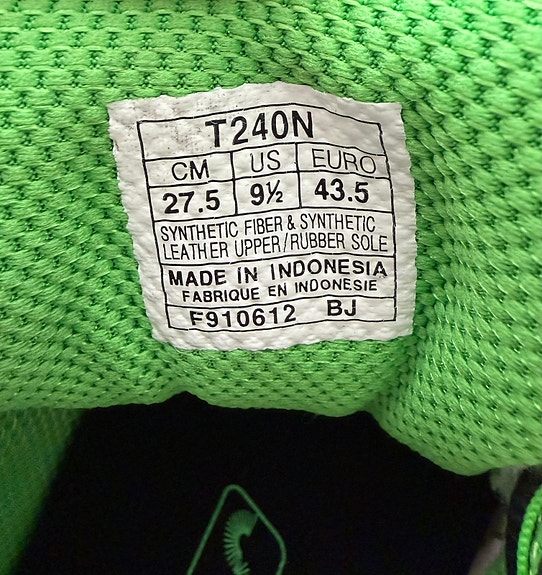 T240N
CM US EURO
27.5 9½ 43.5
SYNTHETIC FIBER & SYNTHETIC
LEATHER UPPER/RUBBER SOLE
MADE IN INDONESIA
FABRIQUE EN INDONESIE
F910612 BJ